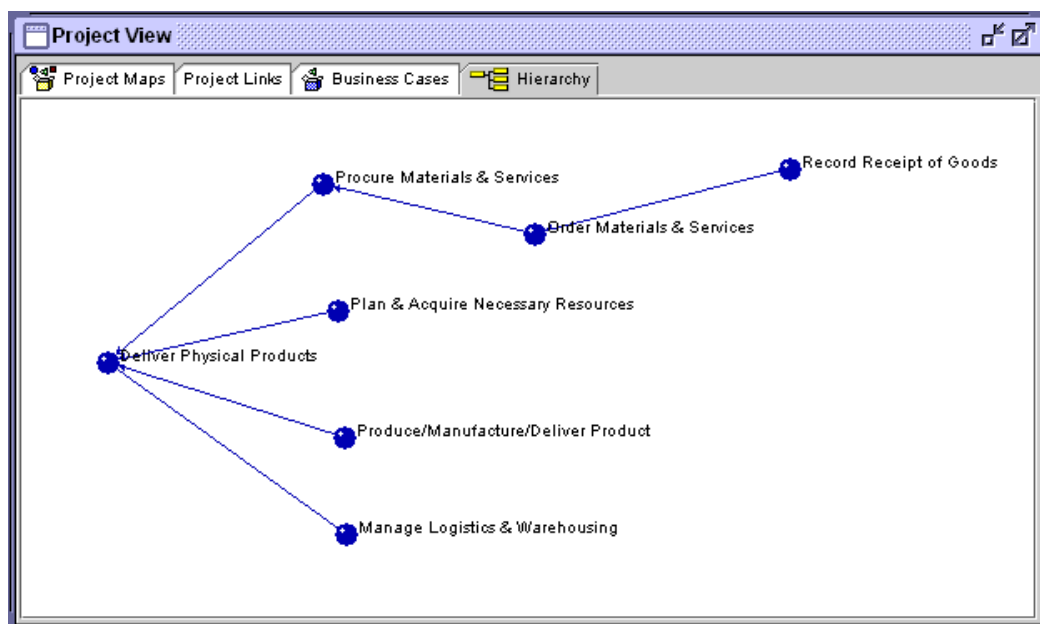 Project View
Project Maps Project Links Business Cases Hierarchy
Record Receipt of Goods
Procure Materials & Services
Order Materials & Services
Plan & Acquire Necessary Resources
Deliver Physical Products
Produce/Manufacture/Deliver Product
Manage Logistics & Warehousing